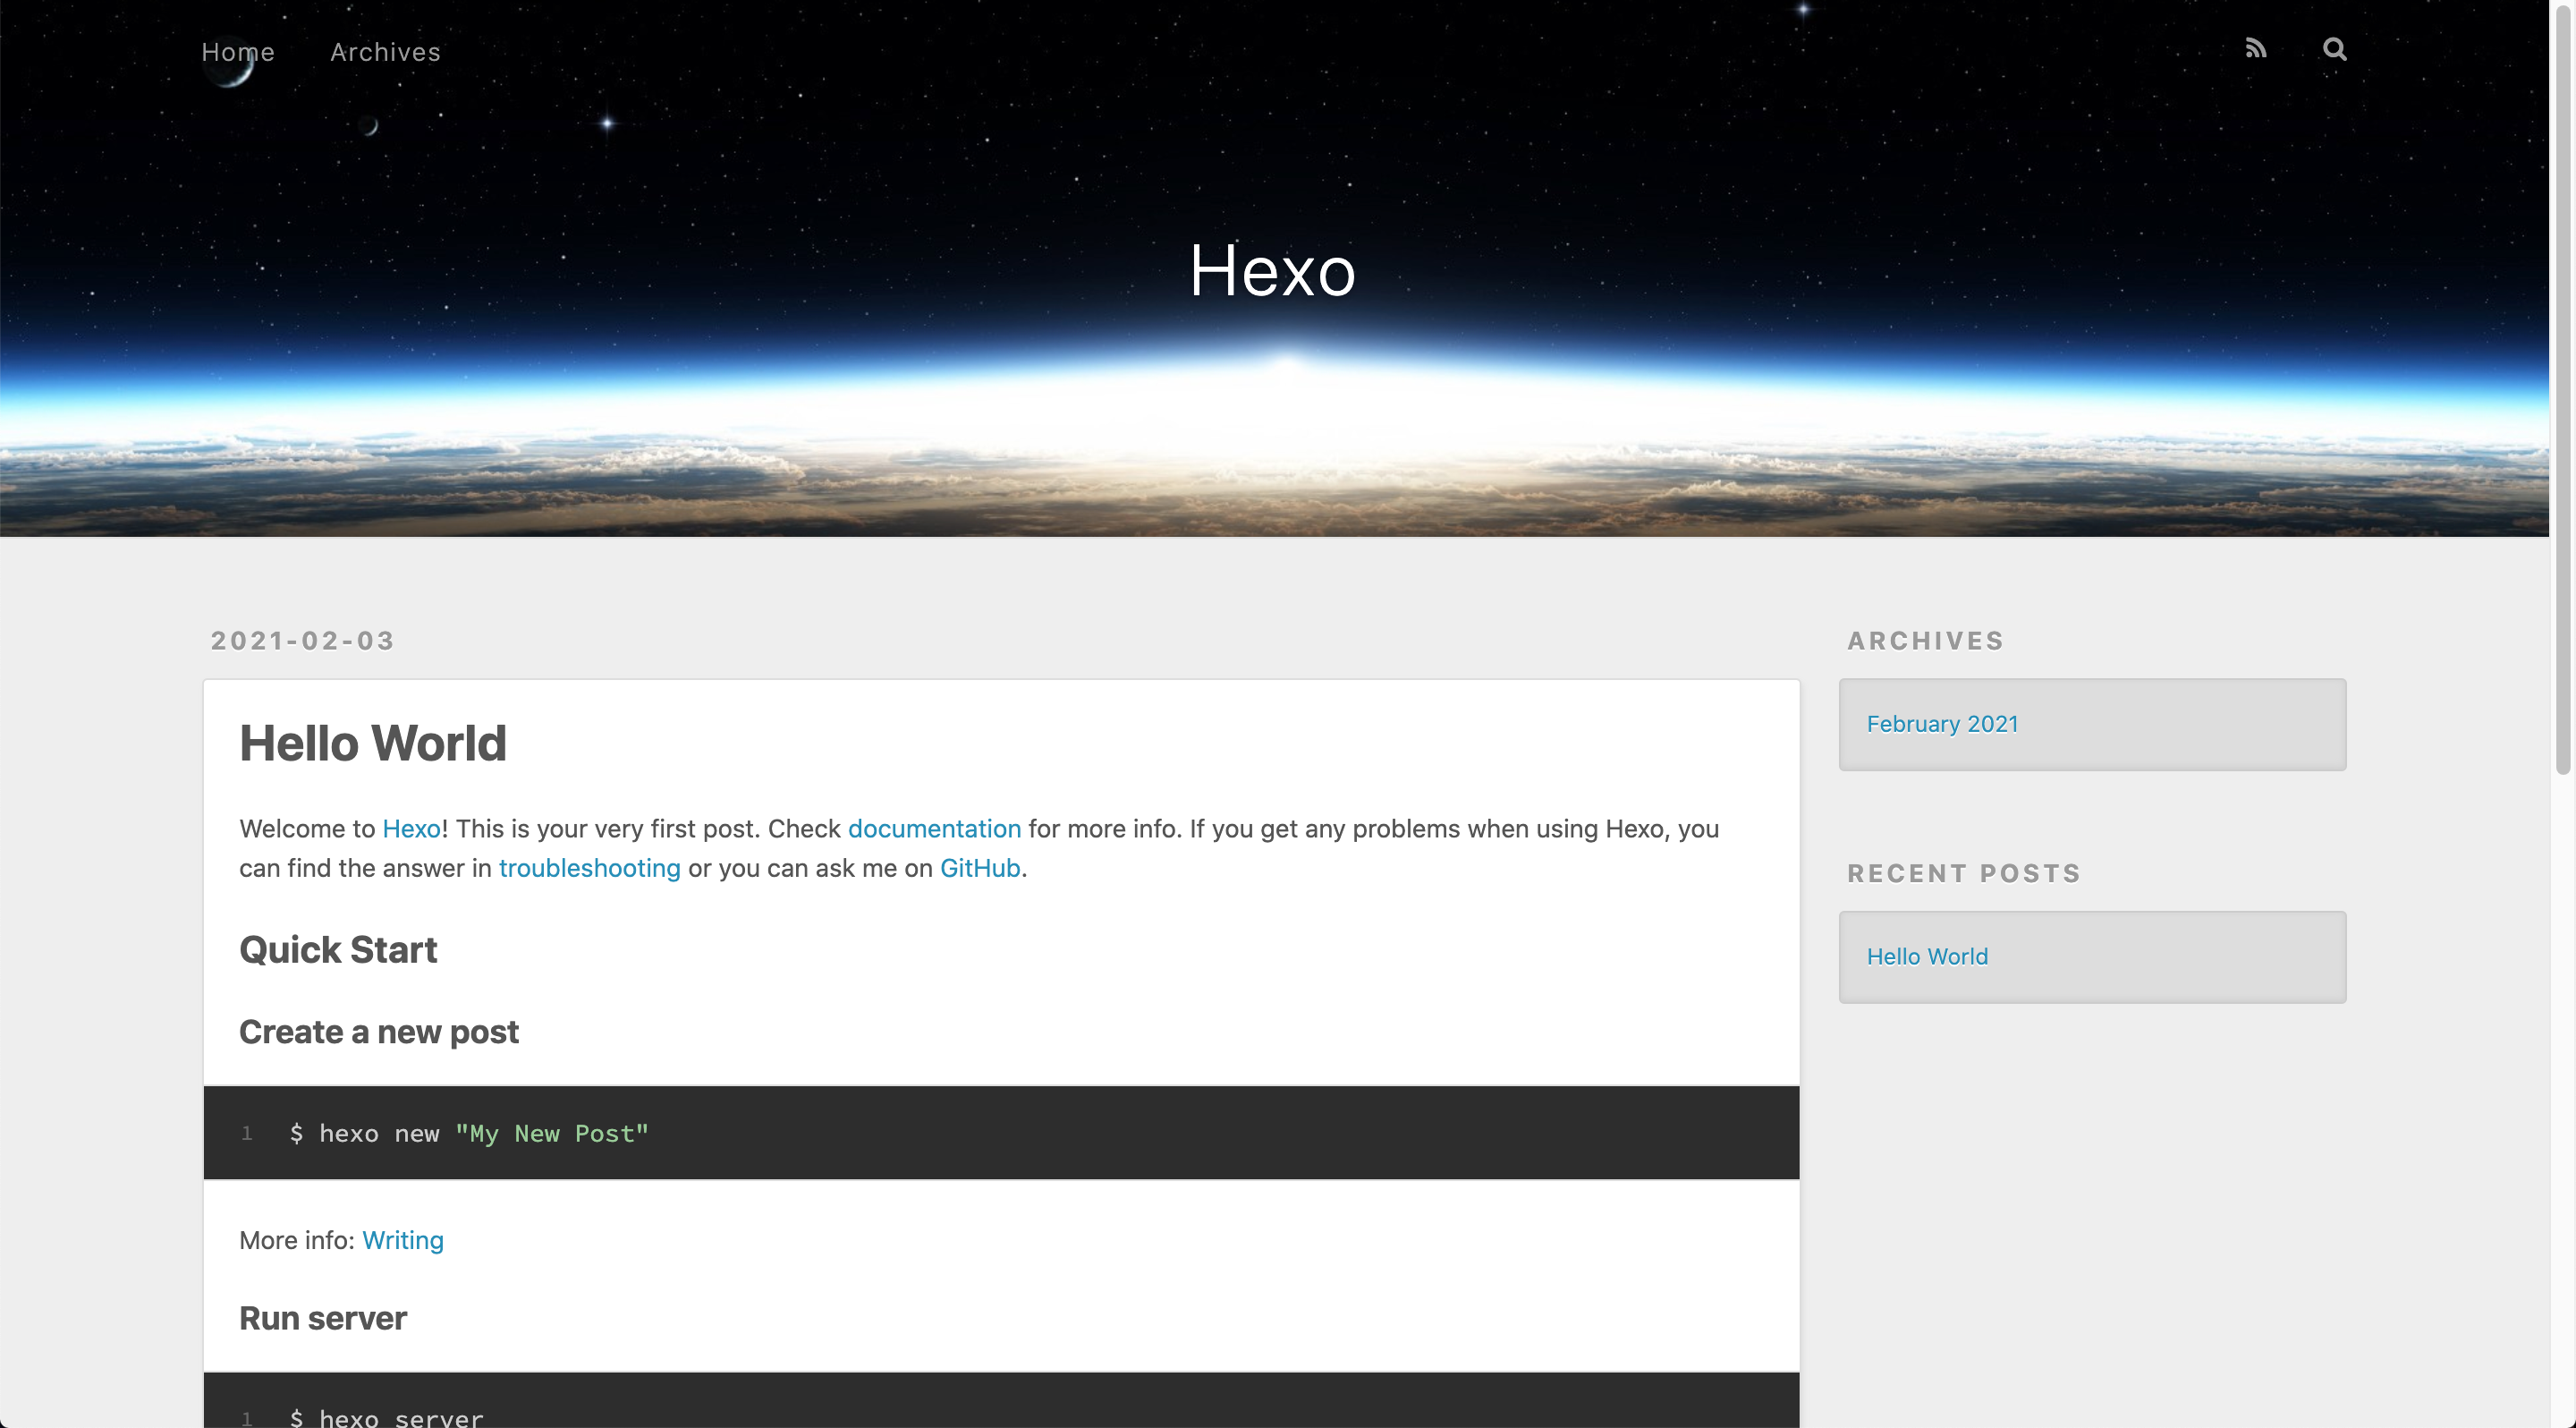 Home Archives
Hexo
2021-02-03
Hello World
Welcome to Hexo! This is your very first post. Check documentation for more info. If you get any problems when using Hexo, you
can find the answer in troubleshooting or you can ask me on GitHub.
Quick Start
Create a new post
1 $ hexo new "My New Post"
More info: Writing
Run server
1 $ hexo server
ARCHIVES
February 2021
RECENT POSTS
Hello World